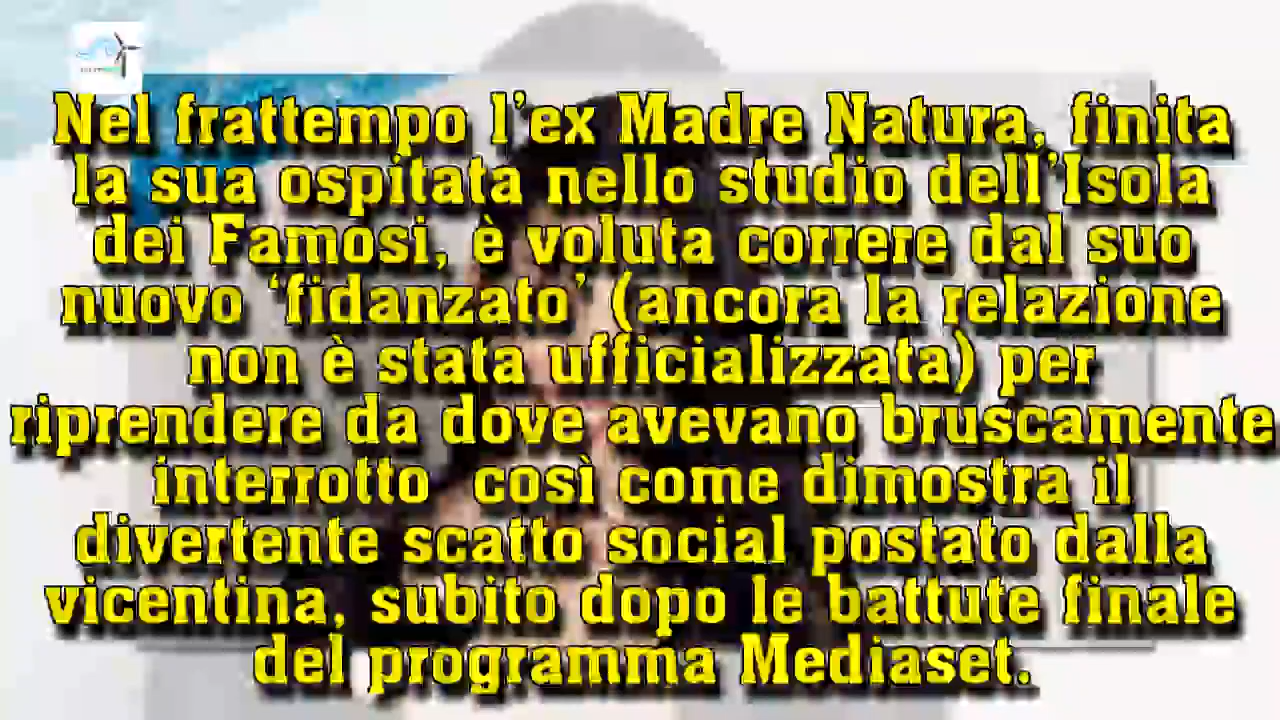 Nel frattempo l'ex Madre Natura, finita
la sua ospitata nello studio dell'Isola
dei Famosi, è voluta correre dal suo
nuovo ‘fidanzato’ (ancora la relazione
non è stata ufficializzata) per
riprendere da dove avevano bruscamente
interrotto  così come dimostra il
divertente scatto social postato dalla
vicentina, subito dopo le battute finale
del programma Mediaset.